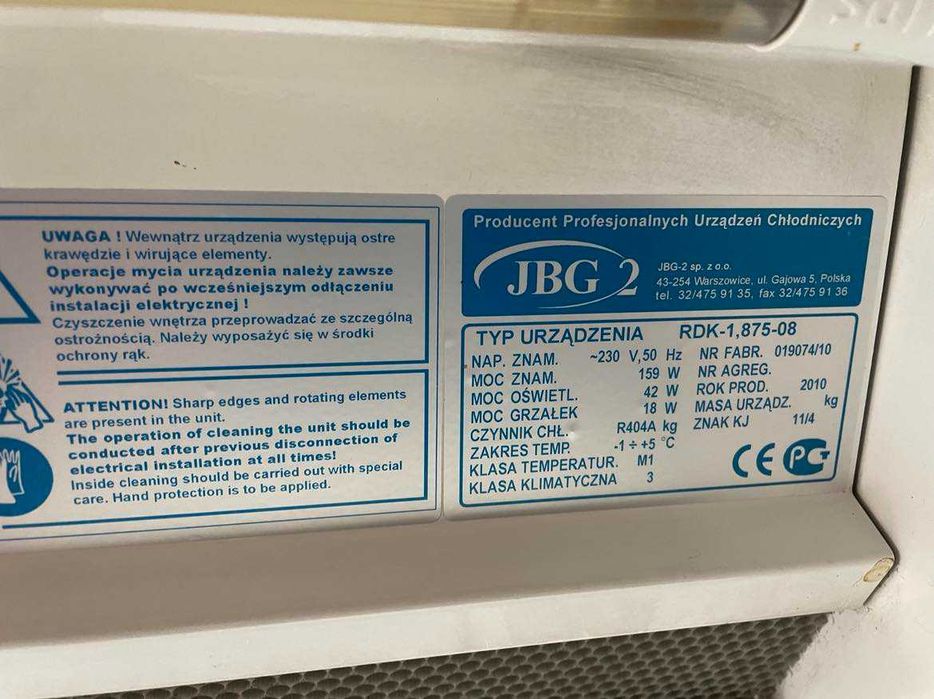 UWAGA ! Wewnątrz urządzenia występują ostre
krawędzie i wirujące elementy.
Operacje mycia urządzenia należy zawsze
wykonywać po wcześniejszym odłączeniu
instalacji elektrycznej !
Czyszczenie wnętrza przeprowadzać ze szczególną
ostrożnością. Należy wyposażyć się w środki
ochrony rąk.
ATTENTION! Sharp edges and rotating elements
are present in the unit.
The operation of cleaning the unit should be
conducted after previous disconnection of
electrical installation at all times!
Inside cleaning should be carried out with special
care. Hand protection is to be applied.
Producent Profesjonalnych Urządzeń Chłodniczych
JBG 2
JBG-2 sp. z o.o.
43-254 Warszowice, ul. Gajowa 5, Polska
tel. 32/475 91 35, fax 32/475 91 36
TYP URZĄDZENIA RDK-1,875-08
NAP. ZNAM. ~230 V,50 Hz NR FABR. 019074/10
MOC ZNAM. 159 W NR AGREG.
MOC OŚWIETL. 42 W ROK PROD. 2010
MOC GRZAŁEK 18 W MASA URZĄDZ. kg
CZYNNIK CHŁ. R404A kg ZNAK KJ 11/4
ZAKRES TEMP. -1 ÷ +5 °C
KLASA TEMPERATUR. M1
KLASA KLIMATYCZNA 3
CE PCT